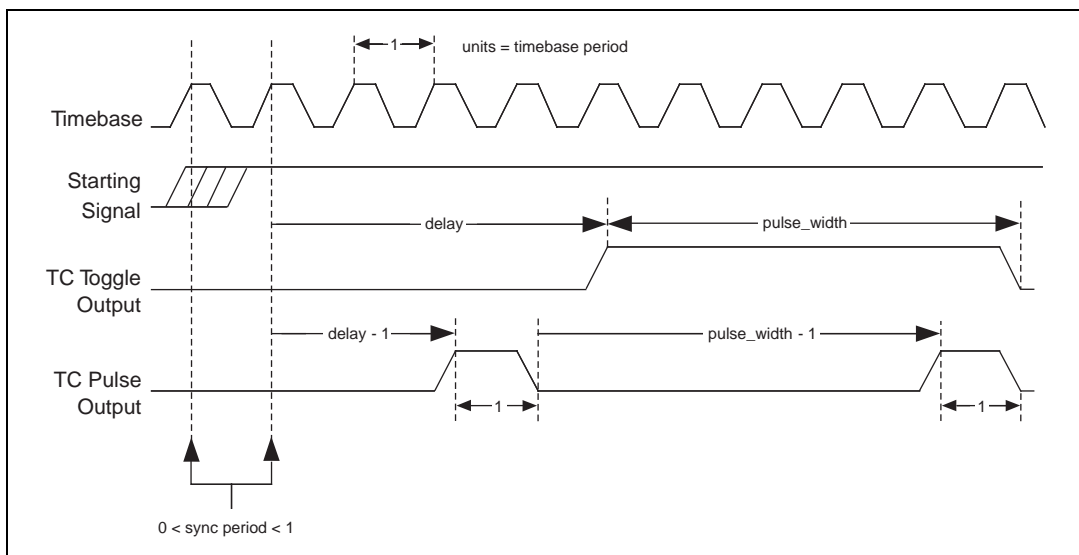 1
units = timebase period
Timebase
Starting
Signal
delay
pulse_width
TC Toggle
Output
delay - 1
pulse_width - 1
TC Pulse
Output
1
1
0 < sync period < 1